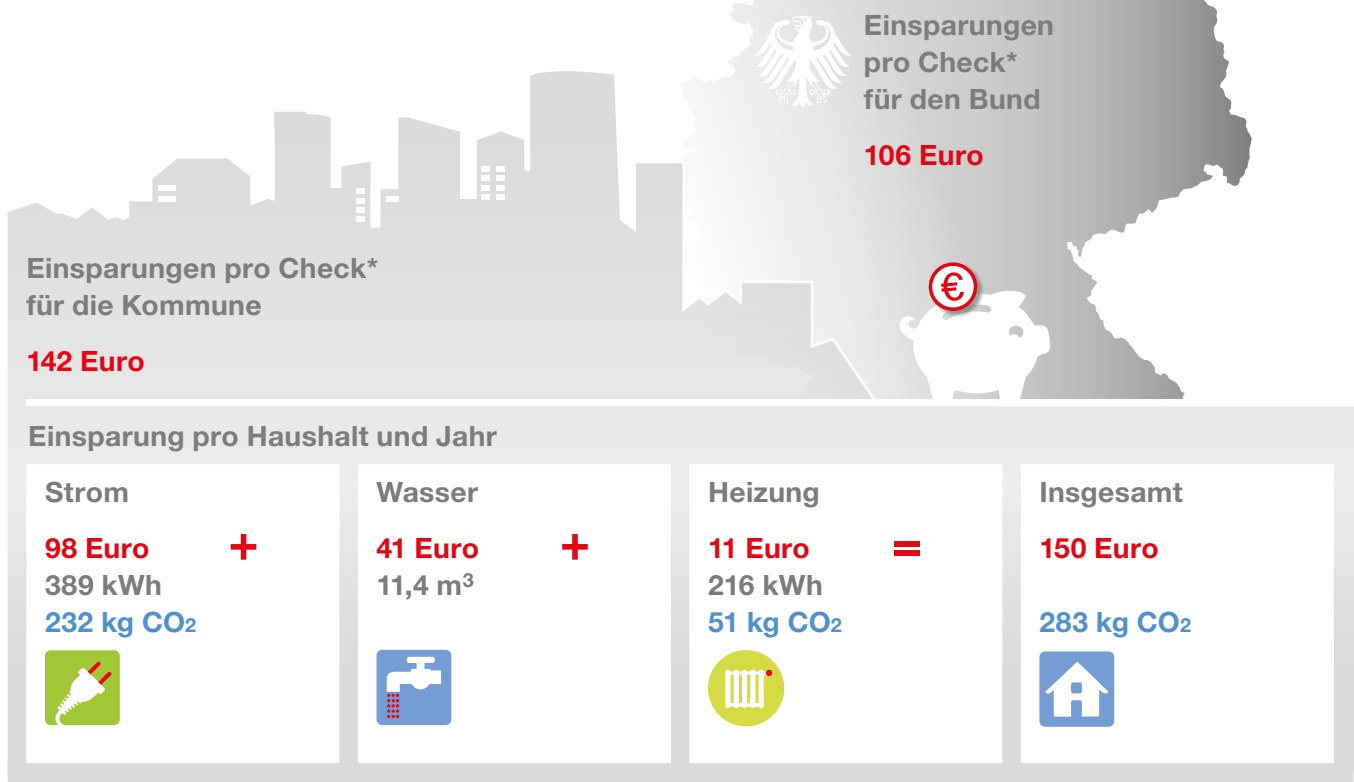 Einsparungen
pro Check*
für den Bund
106 Euro
€
Einsparungen pro Check*
für die Kommune
142 Euro
Einsparung pro Haushalt und Jahr
Strom
98 Euro +
389 kWh
232 kg CO₂
Wasser
41 Euro +
11,4 m³
Heizung
11 Euro =
216 kWh
51 kg CO₂
Insgesamt
150 Euro
283 kg CO₂